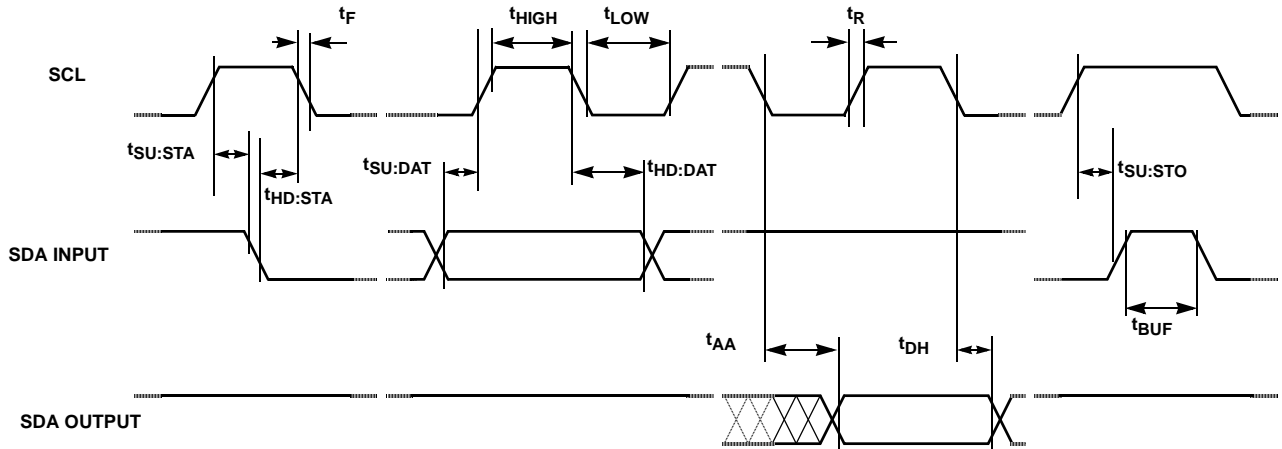 tF
tHIGH
tLOW
tR
SCL
tSU:STA
tHD:STA
tSU:DAT
tHD:DAT
tSU:STO
SDA INPUT
tBUF
tAA
tDH
SDA OUTPUT